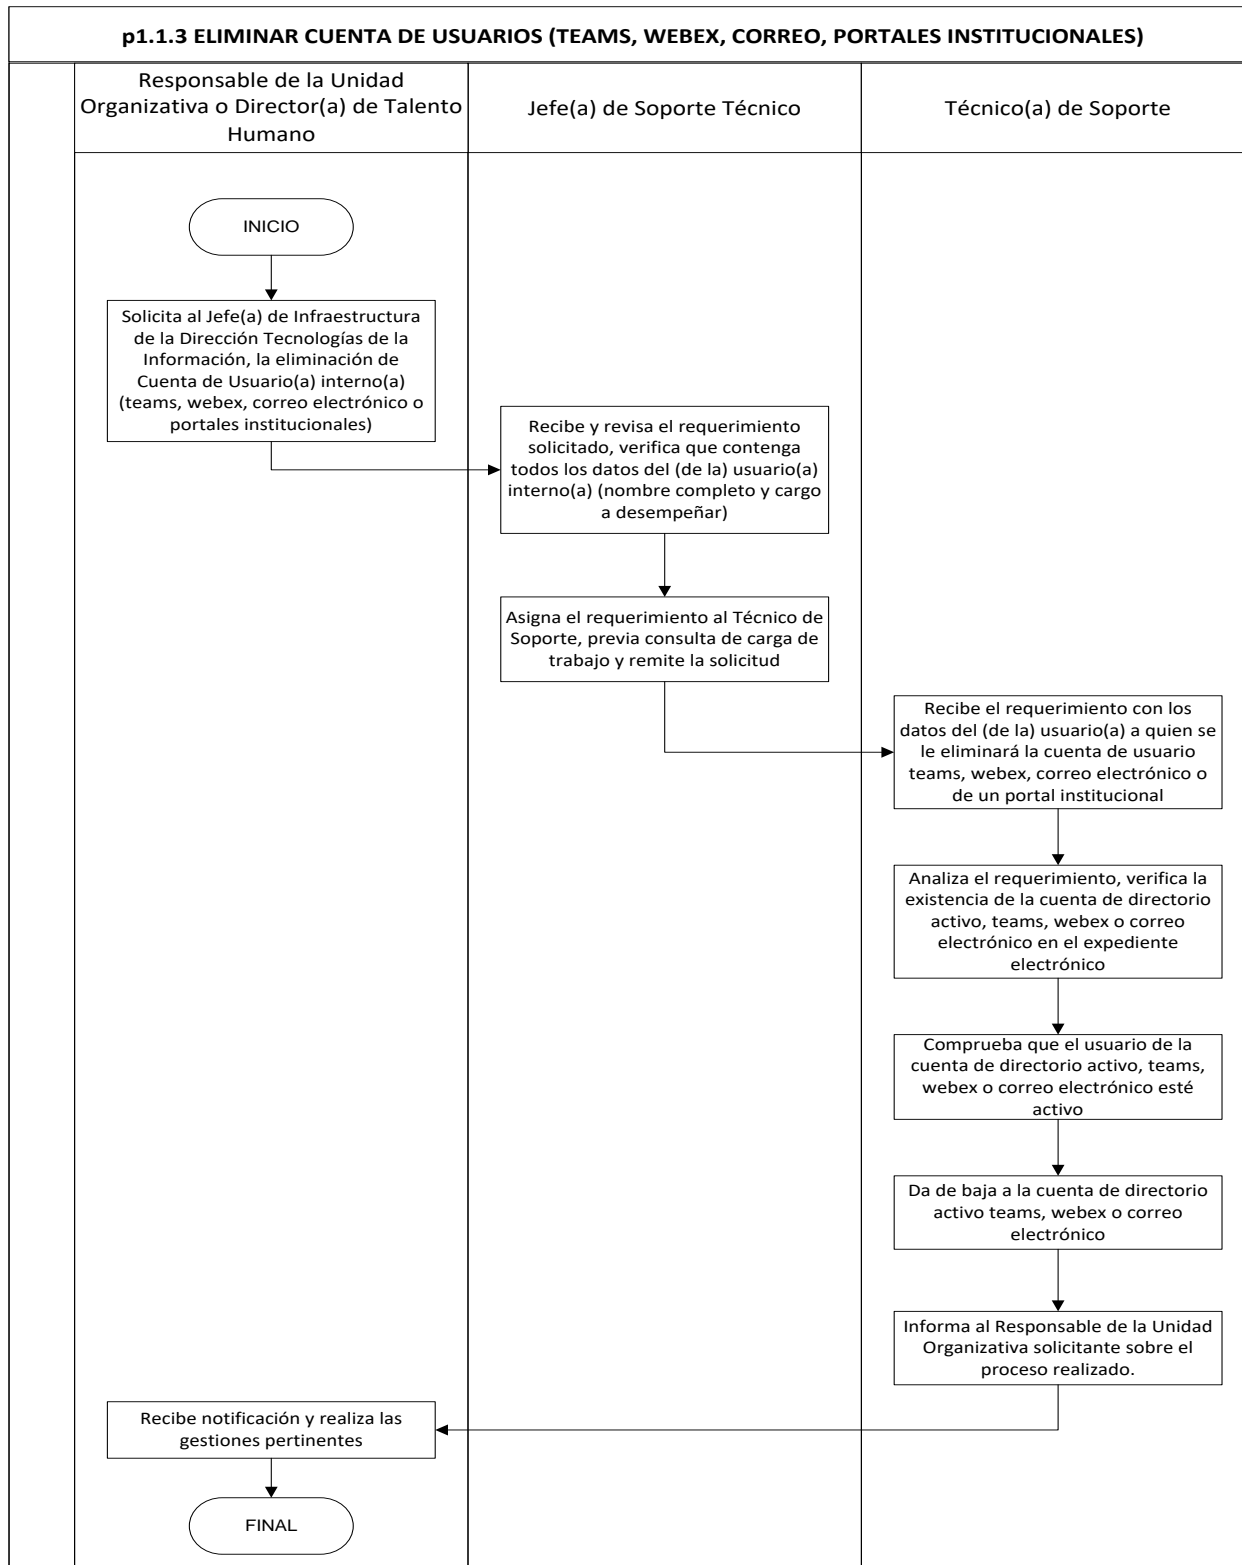 p1.1.3 ELIMINAR CUENTA DE USUARIOS (TEAMS, WEBEX, CORREO, PORTALES INSTITUCIONALES)
Responsable de la Unidad
Organizativa o Director(a) de Talento
Humano
Jefe(a) de Soporte Técnico
Técnico(a) de Soporte
INICIO
Solicita al Jefe(a) de Infraestructura
de la Dirección Tecnologías de la
Información, la eliminación de
Cuenta de Usuario(a) interno(a)
(teams, webex, correo electrónico o
portales institucionales)
Recibe y revisa el requerimiento
solicitado, verifica que contenga
todos los datos del (de la) usuario(a)
interno(a) (nombre completo y cargo
a desempeñar)
Asigna el requerimiento al Técnico de
Soporte, previa consulta de carga de
trabajo y remite la solicitud
Recibe el requerimiento con los
datos del (de la) usuario(a) a quien se
le eliminará la cuenta de usuario
teams, webex, correo electrónico o
de un portal institucional
Analiza el requerimiento, verifica la
existencia de la cuenta de directorio
activo, teams, webex o correo
electrónico en el expediente
electrónico
Comprueba que el usuario de la
cuenta de directorio activo, teams,
webex o correo electrónico esté
activo
Da de baja a la cuenta de directorio
activo teams, webex o correo
electrónico
Informa al Responsable de la Unidad
Organizativa solicitante sobre el
proceso realizado.
Recibe notificación y realiza las
gestiones pertinentes
FINAL